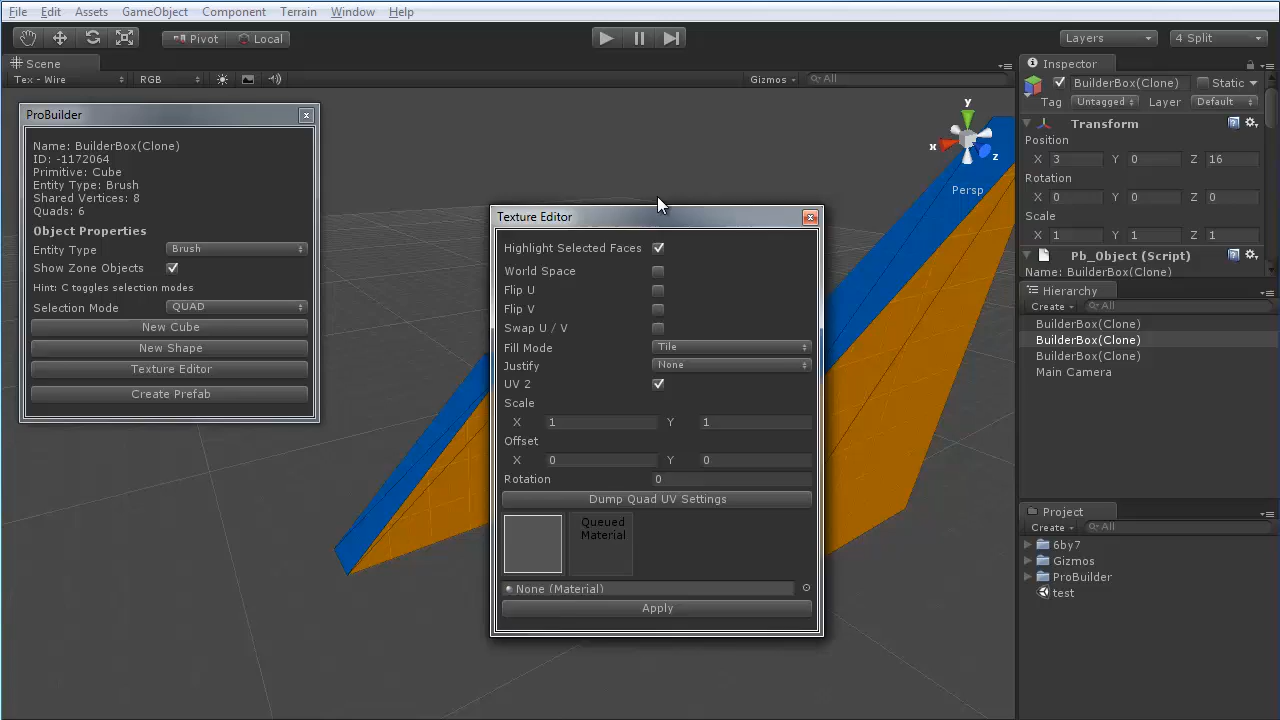 File Edit Assets GameObject Component Terrain Window Help
Pivot Local Layers 4 Split
Scene
Tex - Wire RGB Gizmos All
ProBuilder
Name: BuilderBox(Clone)
ID: -1172064
Primitive: Cube
Entity Type: Brush
Shared Vertices: 8
Quads: 6
Object Properties
Entity Type Brush
Show Zone Objects
Hint: C toggles selection modes
Selection Mode QUAD
New Cube
New Shape
Texture Editor
Create Prefab
Texture Editor
Highlight Selected Faces
World Space
Flip U
Flip V
Swap U / V
Fill Mode Tile
Justify None
UV 2
Scale
X 1 Y 1
Offset
X 0 Y 0
Rotation 0
Dump Quad UV Settings
Queued
Material
None (Material)
Apply
y
x
z
Persp
Inspector
BuilderBox(Clone) Static
Tag Untagged Layer Default
Transform
Position
X 3 Y 0 Z 16
Rotation
X 0 Y 0 Z 0
Scale
X 1 Y 1 Z 1
Pb_Object (Script)
Name: BuilderBox(Clone)
Hierarchy
Create All
BuilderBox(Clone)
BuilderBox(Clone)
BuilderBox(Clone)
Main Camera
Project
Create All
6by7
Gizmos
ProBuilder
test